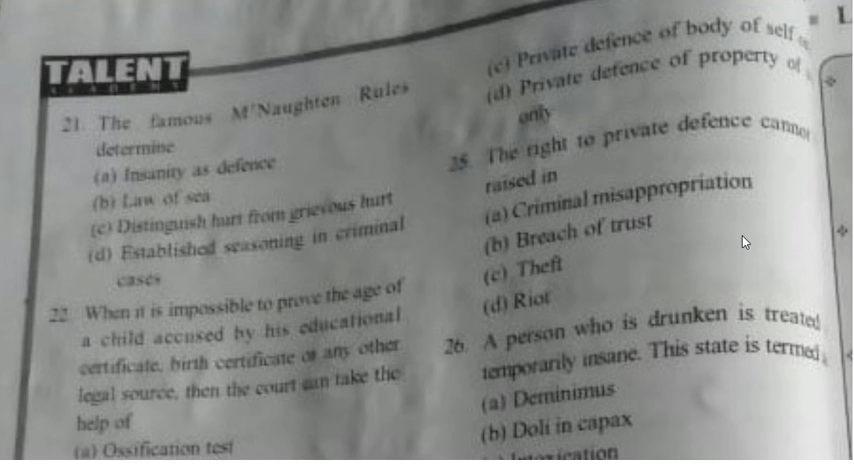 TALENT
ACADEMY
21. The famous M'Naughten Rules
determine
(a) Insanity as defence
(b) Law of sea
(c) Distinguish hurt from grievous hurt
(d) Established seasoning in criminal
cases
22. When it is impossible to prove the age of
a child accused by his educational
certificate, birth certificate or any other
legal source, then the court can take the
help of
(a) Ossification test
(c) Private defence of body of self
(d) Private defence of property of
only
25. The right to private defence cannot
raised in
(a) Criminal misappropriation
(b) Breach of trust
(c) Theft
(d) Riot
26. A person who is drunken is treated
temporarily insane. This state is termed
(a) Deminimus
(b) Doli in capax
Intoxication
L